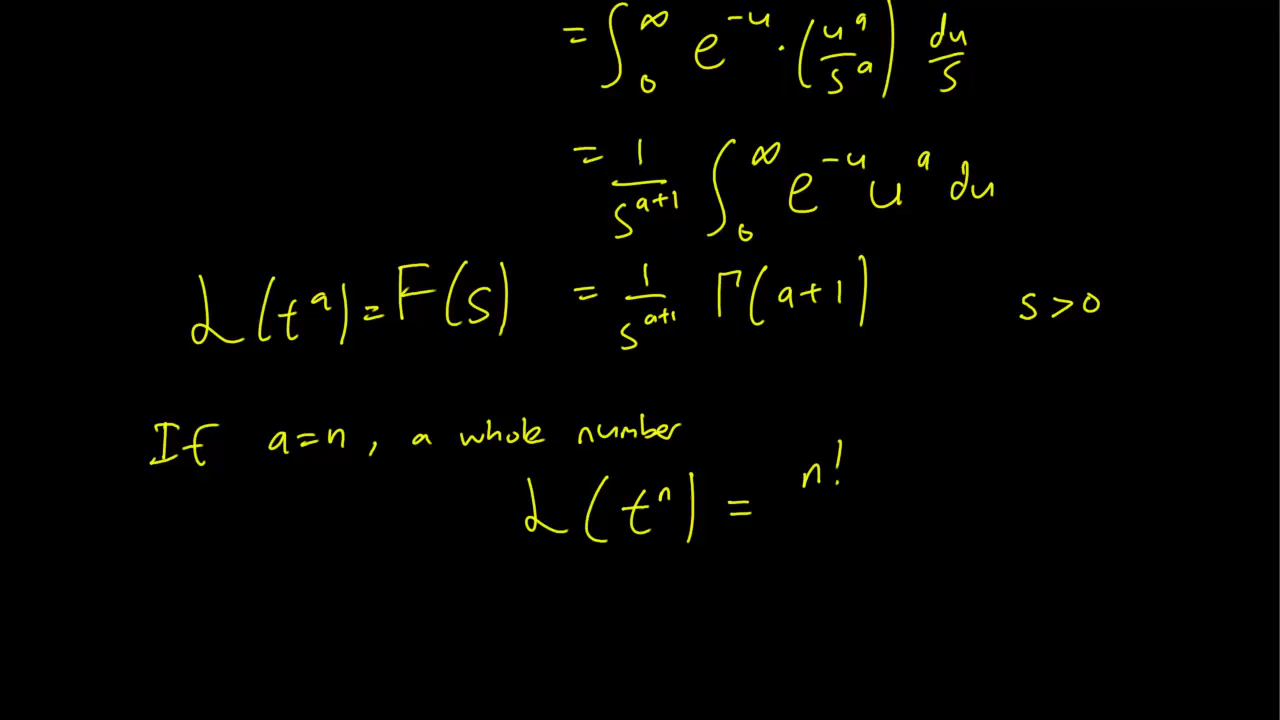 = ∫₀^∞ e^{-u} · (u^a/s^a) du/s
= 1/s^{a+1} ∫₀^∞ e^{-u} u^a du
ℒ(t^a) = F(s) = 1/s^{a+1} Γ(a+1) s > 0
If a=n, a whole number
ℒ(t^n) = n!